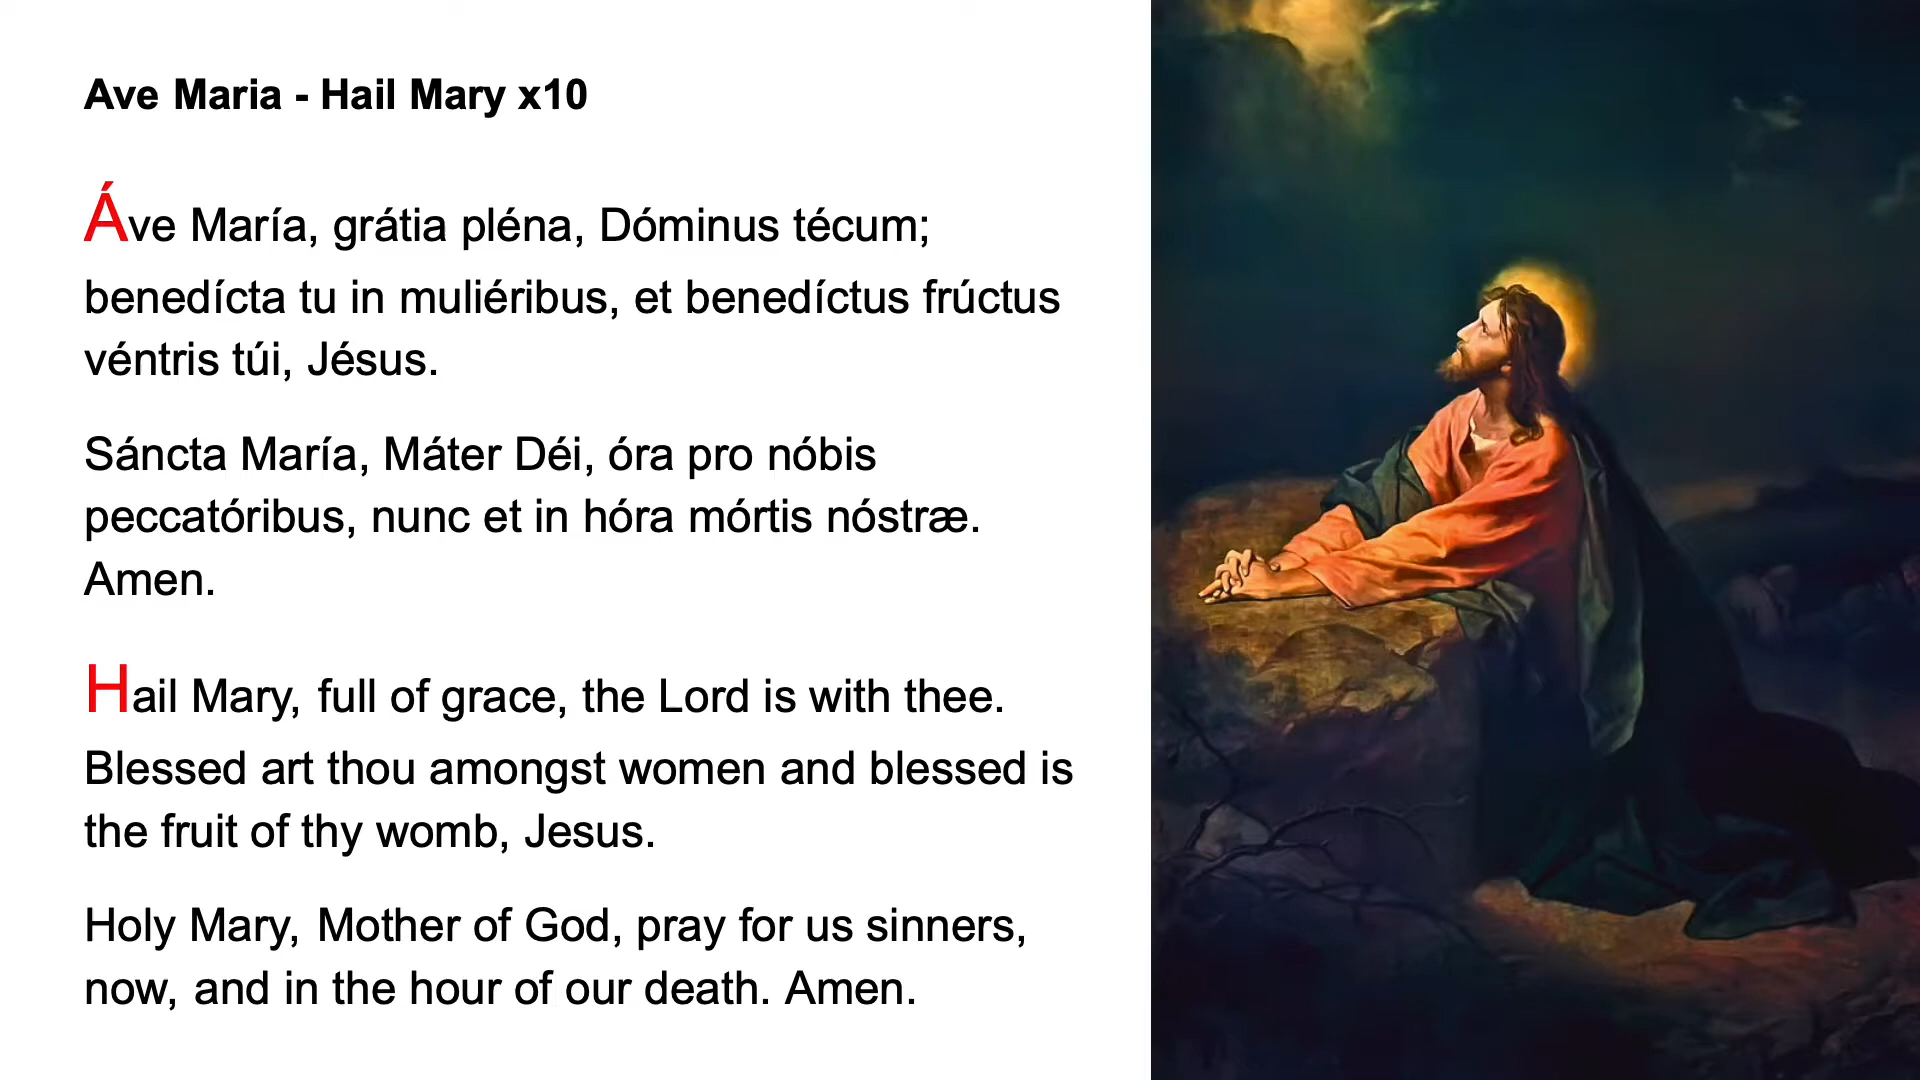 Ave Maria - Hail Mary x10
Áve María, grátia pléna, Dóminus técum;
benedícta tu in muliéribus, et benedíctus frúctus
véntris túi, Jésus.
Sáncta María, Máter Déi, óra pro nóbis
peccatóribus, nunc et in hóra mórtis nóstræ.
Amen.
Hail Mary, full of grace, the Lord is with thee.
Blessed art thou amongst women and blessed is
the fruit of thy womb, Jesus.
Holy Mary, Mother of God, pray for us sinners,
now, and in the hour of our death. Amen.